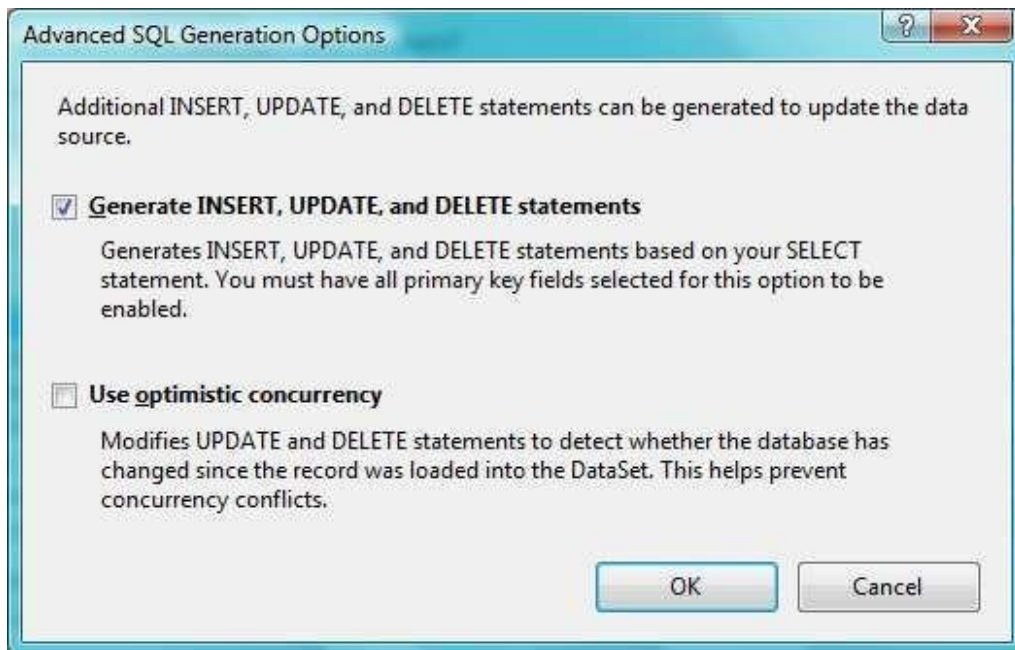 Advanced SQL Generation Options
?
X
Additional INSERT, UPDATE, and DELETE statements can be generated to update the data
source.
Generate INSERT, UPDATE, and DELETE statements
Generates INSERT, UPDATE, and DELETE statements based on your SELECT
statement. You must have all primary key fields selected for this option to be
enabled.
Use optimistic concurrency
Modifies UPDATE and DELETE statements to detect whether the database has
changed since the record was loaded into the DataSet. This helps prevent
concurrency conflicts.
OK
Cancel